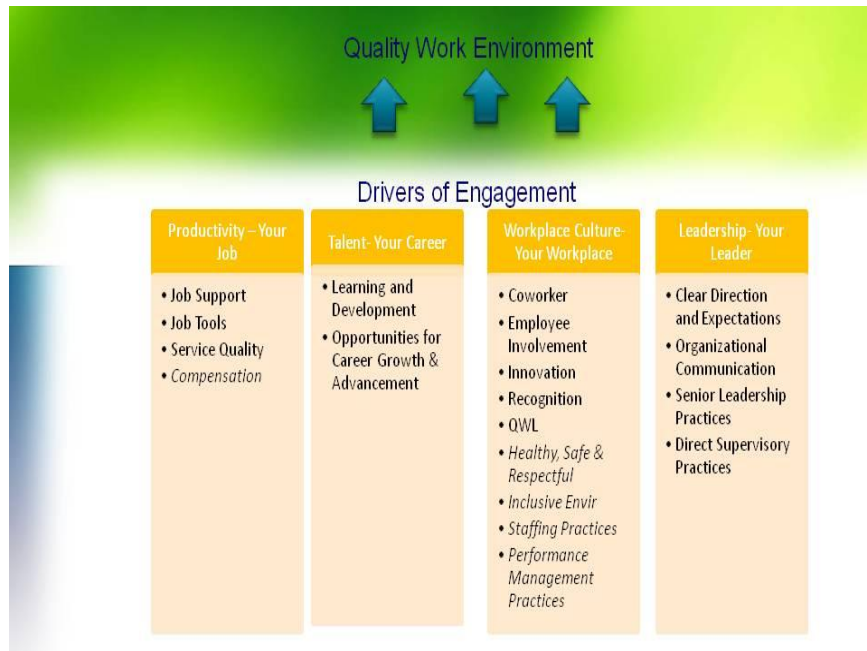 Quality Work Environment
Drivers of Engagement
Productivity – Your
Job
• Job Support
• Job Tools
• Service Quality
• Compensation
Talent- Your Career
• Learning and
Development
• Opportunities for
Career Growth &
Advancement
Workplace Culture-
Your Workplace
• Coworker
• Employee
Involvement
• Innovation
• Recognition
• QWL
• Healthy, Safe &
Respectful
• Inclusive Envir
• Staffing Practices
• Performance
Management
Practices
Leadership- Your
Leader
• Clear Direction
and Expectations
• Organizational
Communication
• Senior Leadership
Practices
• Direct Supervisory
Practices